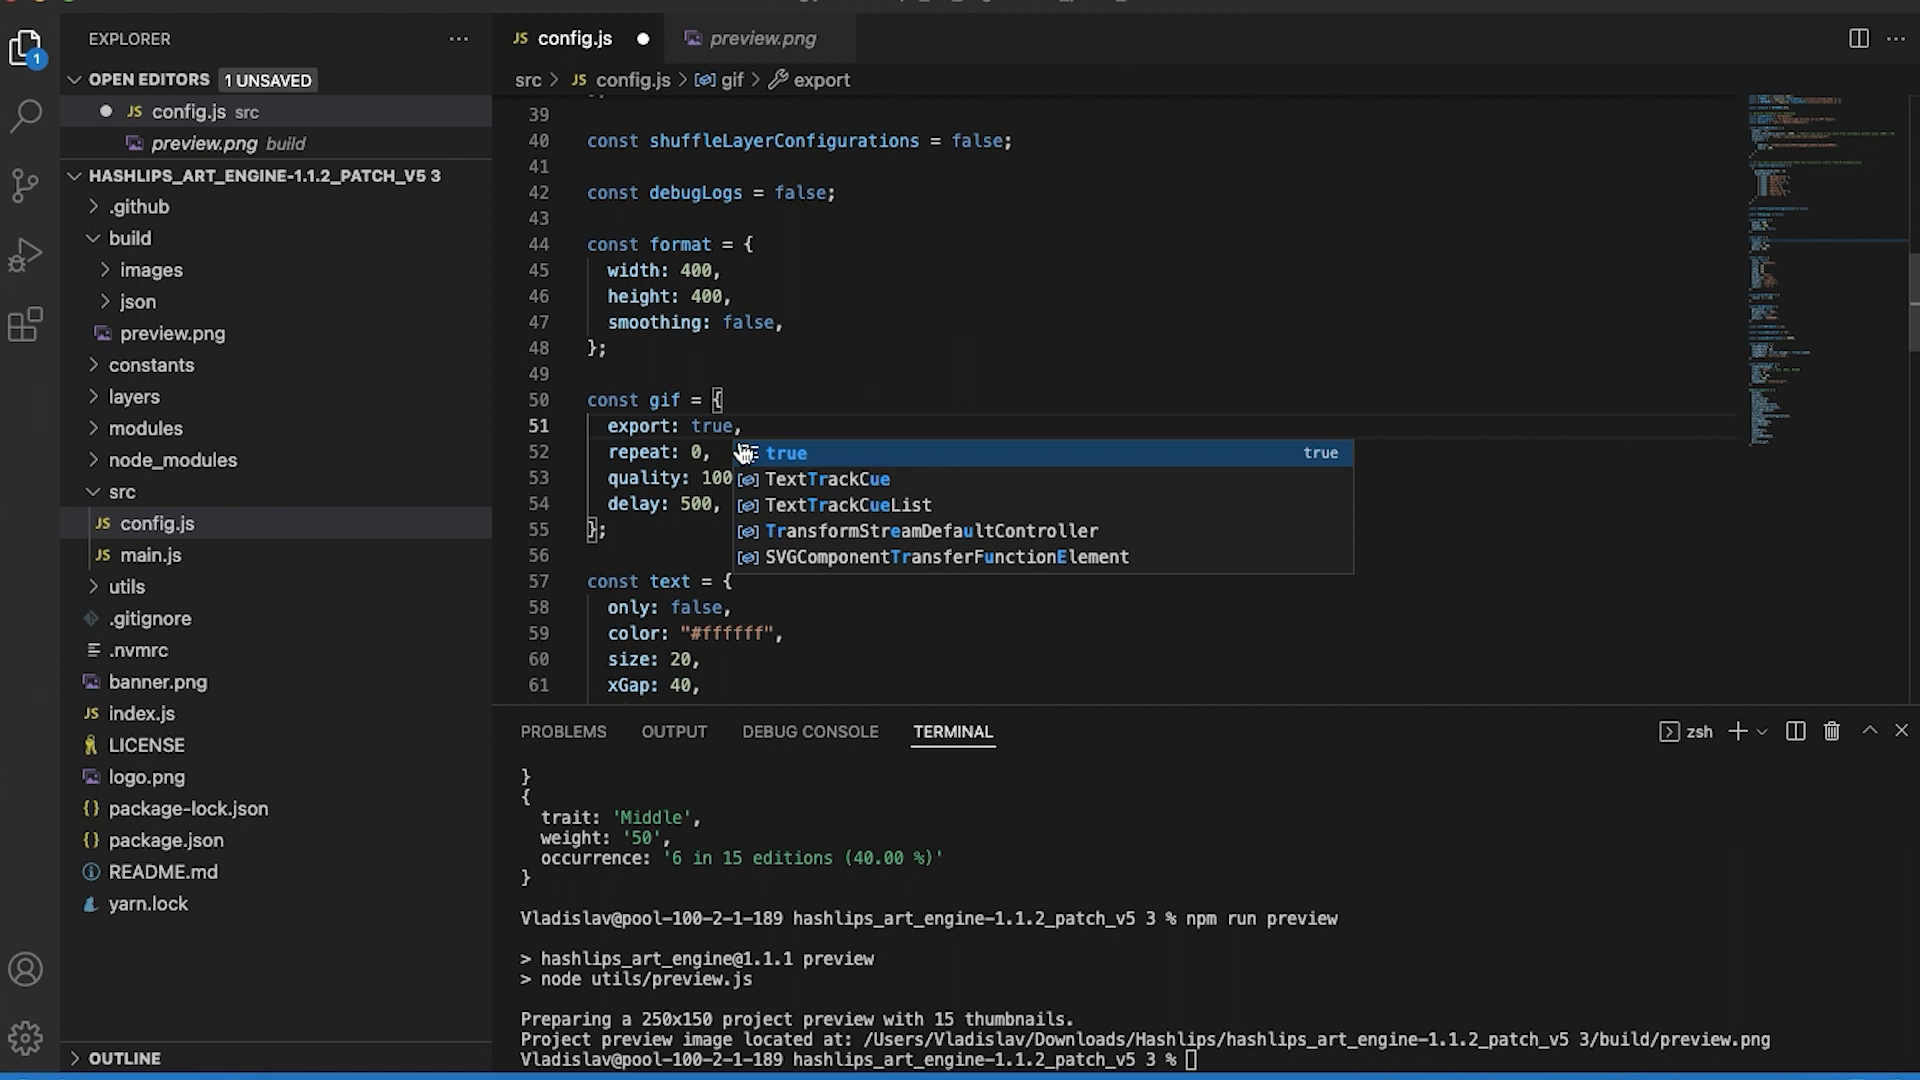 EXPLORER
OPEN EDITORS 1 UNSAVED
JS config.js src
preview.png build
HASHLIPS_ART_ENGINE-1.1.2_PATCH_V5 3
.github
build
images
json
preview.png
constants
layers
modules
node_modules
src
JS config.js
JS main.js
utils
.gitignore
.nvmrc
banner.png
JS index.js
LICENSE
logo.png
{} package-lock.json
{} package.json
README.md
yarn.lock
OUTLINE
1
JS config.js
preview.png
src > JS config.js > gif > export
39
40 const shuffleLayerConfigurations = false;
41
42 const debugLogs = false;
43
44 const format = {
45 width: 400,
46 height: 400,
47 smoothing: false,
48 };
49
50 const gif = {
51 export: true,
52 repeat: 0,
53 quality: 100
54 delay: 500,
55 };
56
57 const text = {
58 only: false,
59 color: "#ffffff",
60 size: 20,
61 xGap: 40,
true true
TextTrackCue
TextTrackCueList
TransformStreamDefaultController
SVGComponentTransferFunctionElement
PROBLEMS OUTPUT DEBUG CONSOLE TERMINAL
zsh
}
{
trait: 'Middle',
weight: '50',
occurrence: '6 in 15 editions (40.00 %)'
}
Vladislav@pool-100-2-1-189 hashlips_art_engine-1.1.2_patch_v5 3 % npm run preview
> hashlips_art_engine@1.1.1 preview
> node utils/preview.js
Preparing a 250x150 project preview with 15 thumbnails.
Project preview image located at: /Users/Vladislav/Downloads/Hashlips/hashlips_art_engine-1.1.2_patch_v5 3/build/preview.png
Vladislav@pool-100-2-1-189 hashlips_art_engine-1.1.2_patch_v5 3 %